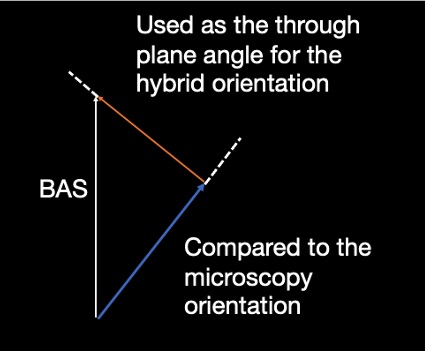 Used as the through
plane angle for the
hybrid orientation
BAS
Compared to the
microscopy
orientation